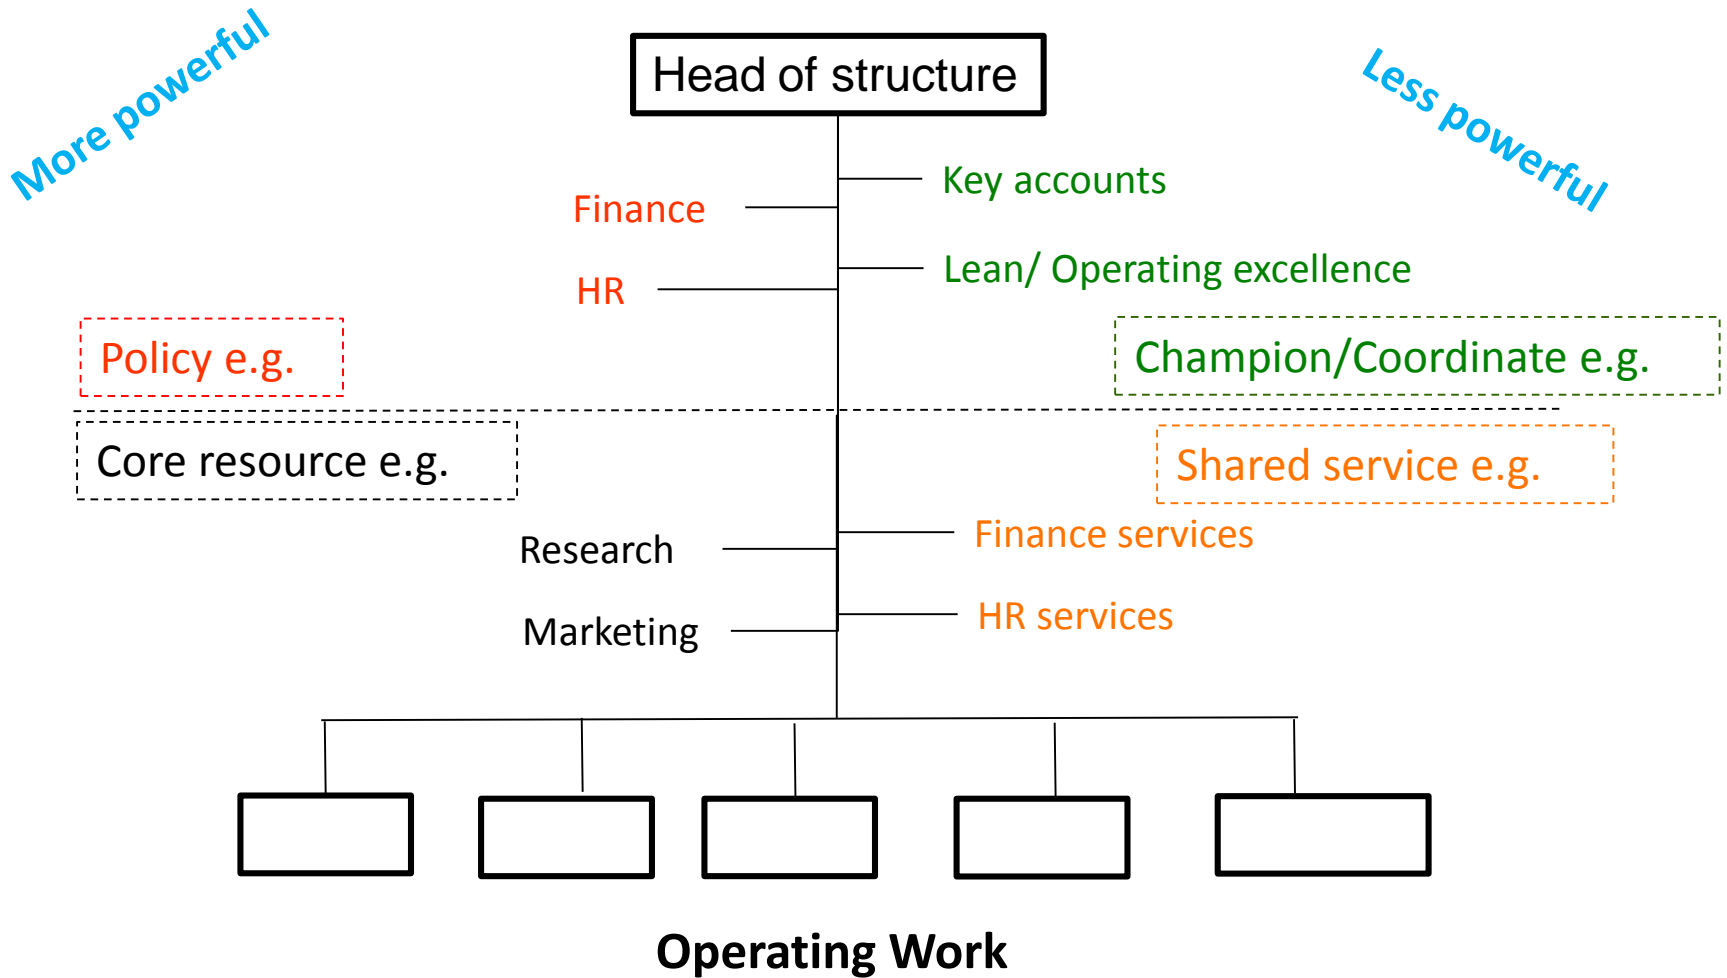 More powerful
Head of structure
Less powerful
Key accounts
Finance
Lean/ Operating excellence
HR
Policy e.g.
Champion/Coordinate e.g.
Core resource e.g.
Shared service e.g.
Research
Finance services
Marketing
HR services
Operating Work